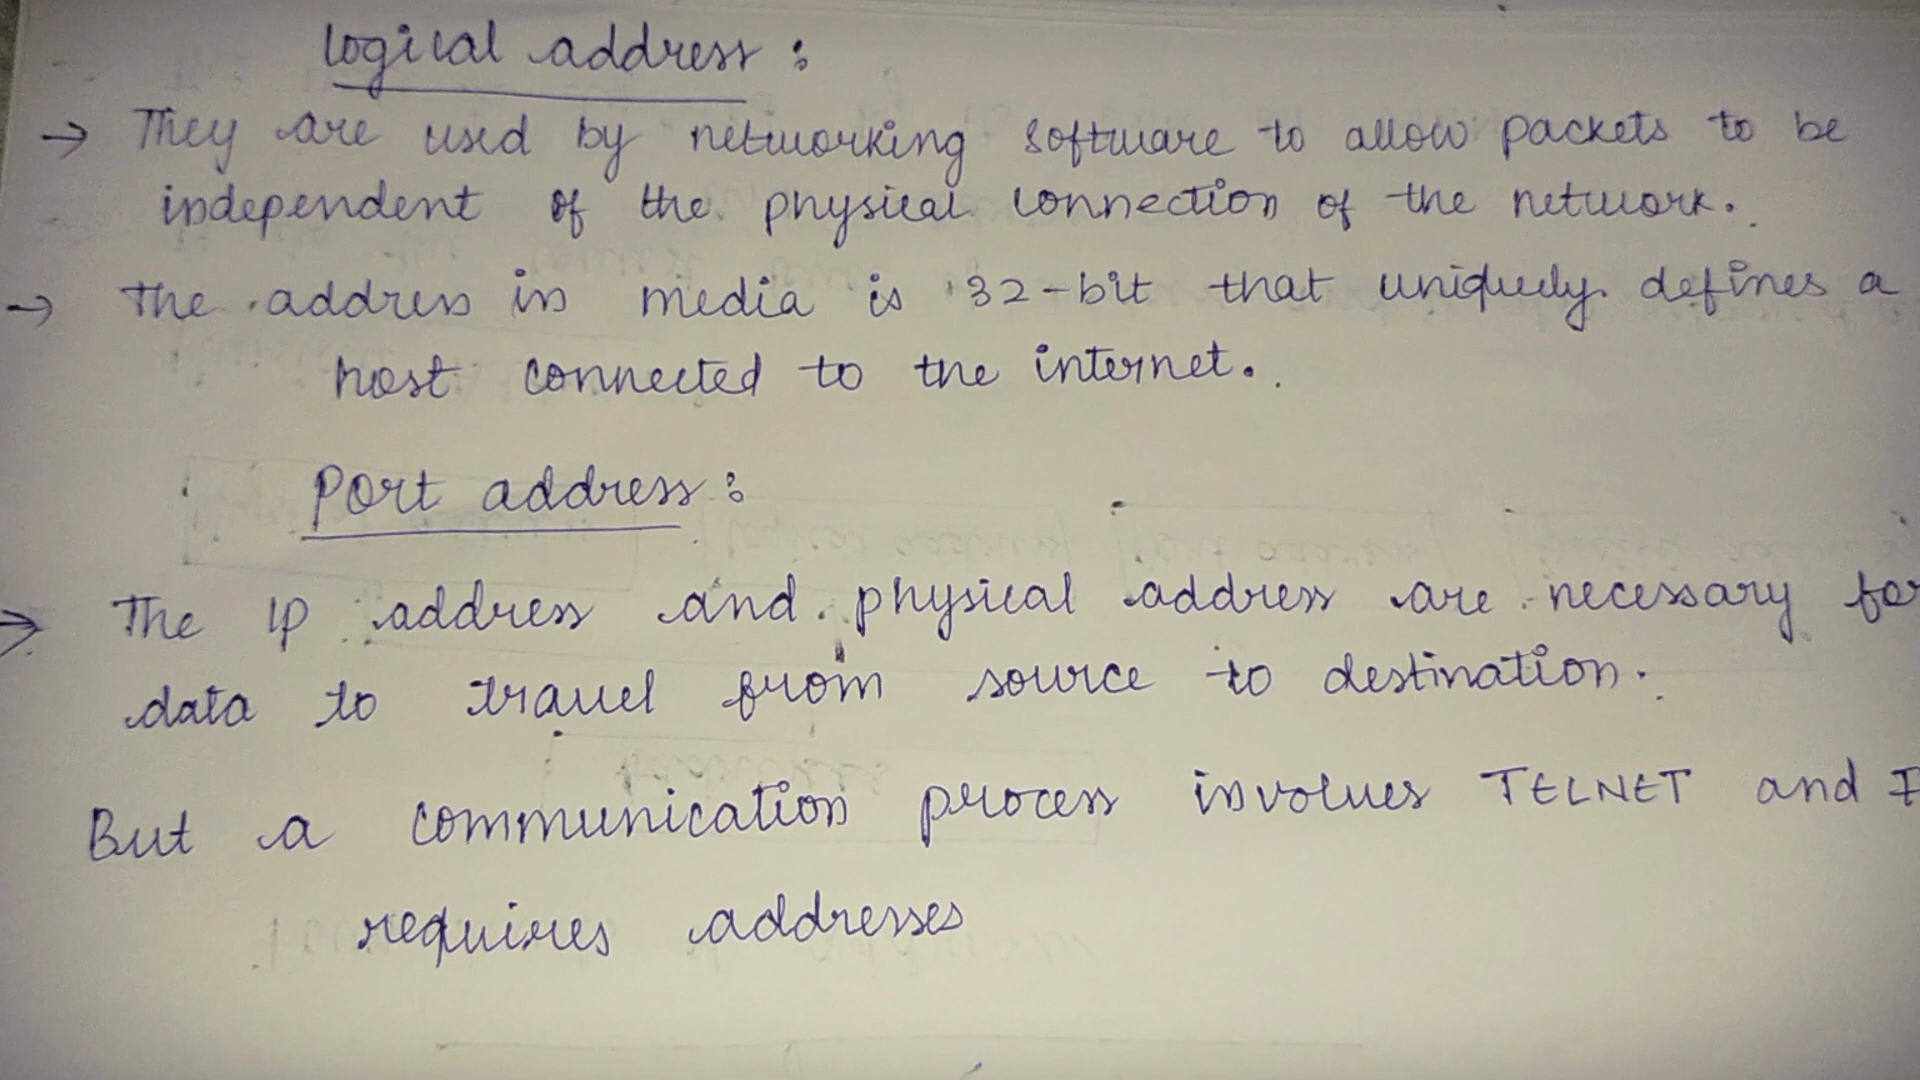 Logical address :
→ They are used by networking software to allow packets to be
independent of the physical connection of the network.
→ The address in media is 32-bit that uniquely defines a
host connected to the internet.
Port address :
→ The IP address and physical address are necessary for
data to travel from source to destination.
But a communication process involves TELNET and
requires addresses